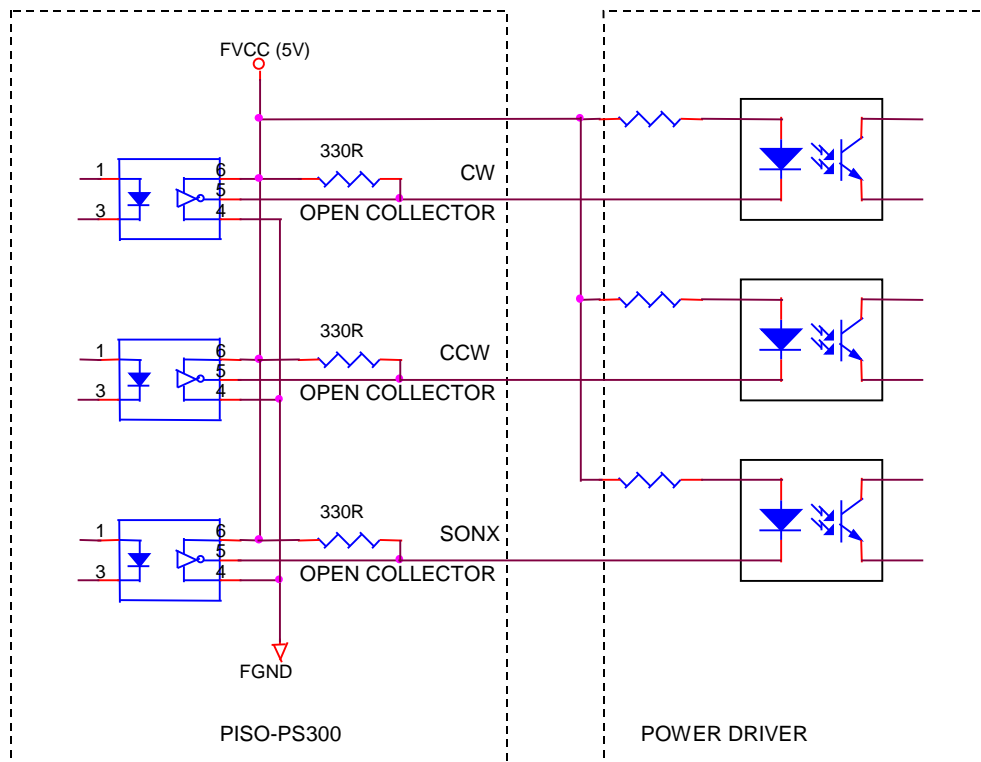 FVCC (5V)
330R
CW
1
6
5
3
4
OPEN COLLECTOR
330R
CCW
1
6
5
3
4
OPEN COLLECTOR
330R
SONX
1
6
5
3
4
OPEN COLLECTOR
FGND
PISO-PS300
POWER DRIVER